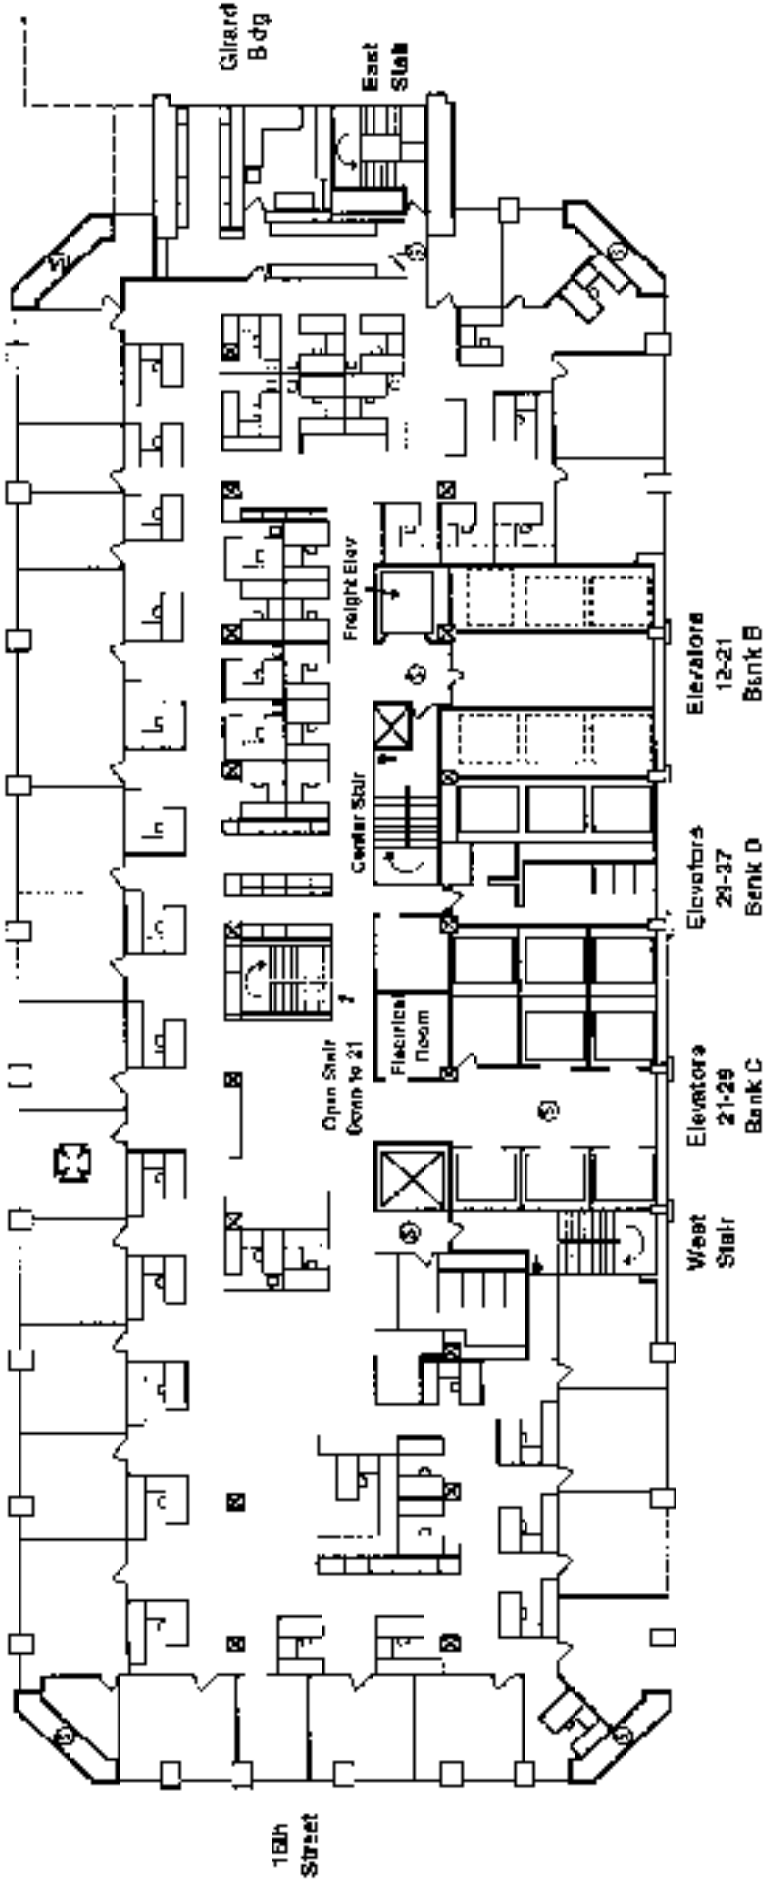 Girard
Bldg
East
Stair
Freight Elev
Elevators
12-21
Bank B
Center Stair
Elevators
29-37
Bank D
Open Stair
Down to 21
Electrical
Room
Elevators
21-29
Bank C
West
Stair
15th
Street